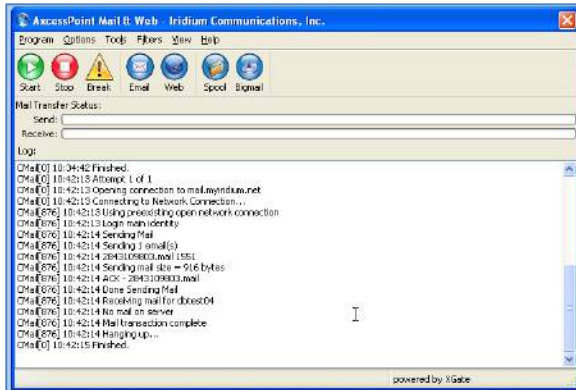 AxcessPoint Mail & Web - Iridium Communications, Inc.
Program Options Tools Filters View Help
Start Stop Break Email Web Spool Bigmail
Mail Transfer Status:
Send:
Receive:
Log:
CMail[0] 10:34:42 Finished.
CMail[0] 10:42:13 Attempt 1 of 1
CMail[0] 10:42:13 Opening connection to mail.myiridium.net
CMail[0] 10:42:13 Connecting to Network Connection...
CMail[876] 10:42:13 Using preexisting open network connection
CMail[876] 10:42:13 Login main identity
CMail[876] 10:42:14 Sending Mail
CMail[876] 10:42:14 Sending 1 email(s)
CMail[876] 10:42:14 2843109803.mail 1551
CMail[876] 10:42:14 Sending mail size = 916 bytes
CMail[876] 10:42:14 ACK - 2843109803.mail
CMail[876] 10:42:14 Done Sending Mail
CMail[876] 10:42:14 Receiving mail for dbtest04
CMail[876] 10:42:14 No mail on server
CMail[876] 10:42:14 Mail transaction complete
CMail[876] 10:42:14 Hanging up...
CMail[0] 10:42:15 Finished.
powered by XGate